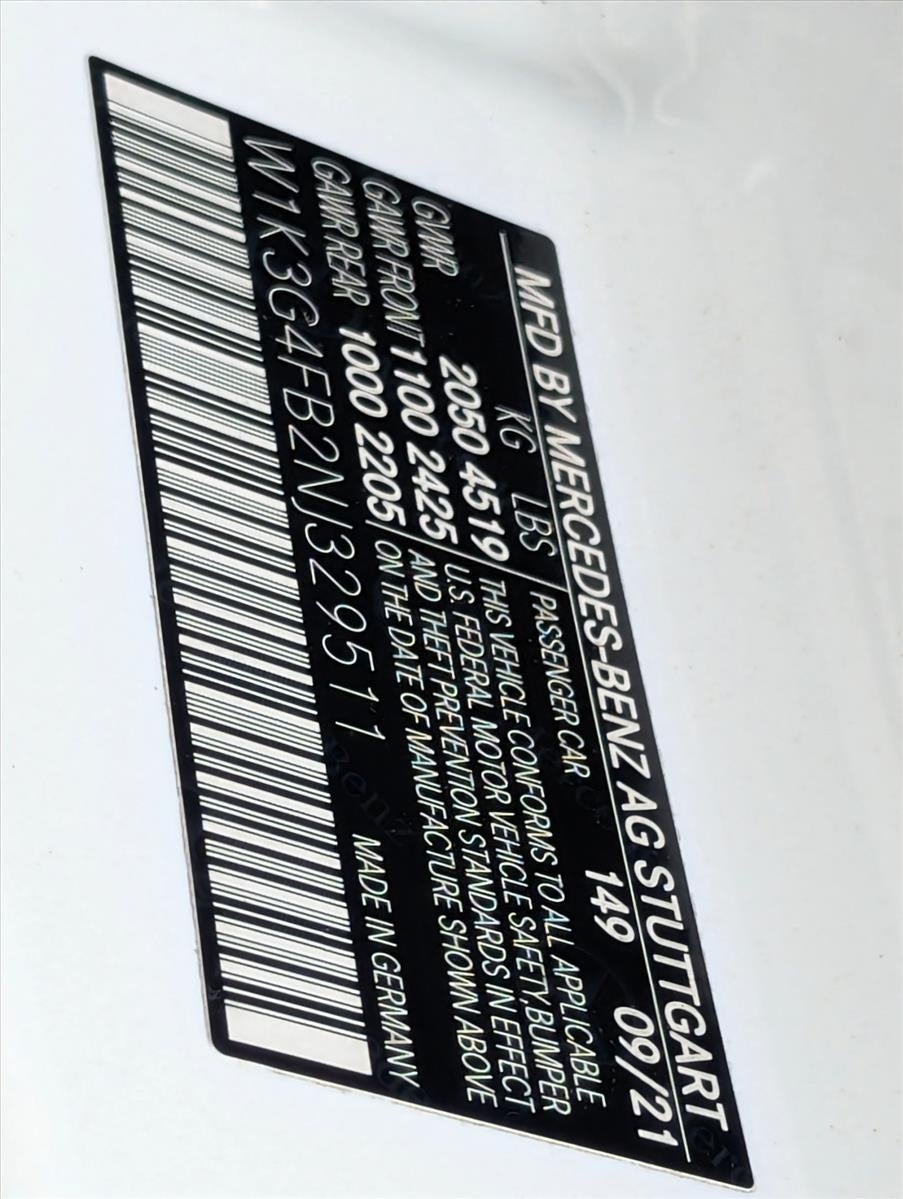 MFD BY MERCEDES-BENZ AG STUTTGART
149 09/21
KG LBS
GVWR 2050 4519
GAWR FRONT 1100 2425
GAWR REAR 1000 2205
PASSENGER CAR
THIS VEHICLE CONFORMS TO ALL APPLICABLE
U.S. FEDERAL MOTOR VEHICLE SAFETY, BUMPER
AND THEFT PREVENTION STANDARDS IN EFFECT
ON THE DATE OF MANUFACTURE SHOWN ABOVE
W1K3G4FB2NJ329511
MADE IN GERMANY